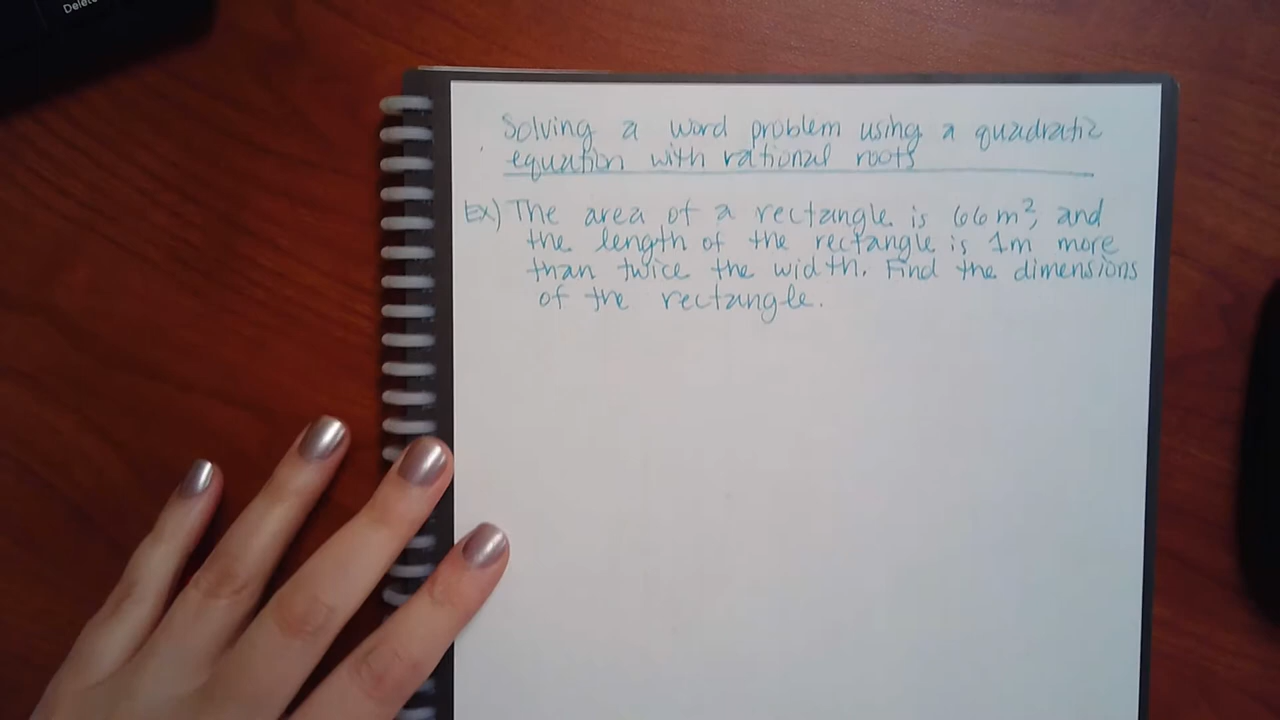 Delete
Solving a word problem using a quadratic
equation with rational roots
Ex) The area of a rectangle is 66 m², and
the length of the rectangle is 1m more
than twice the width. Find the dimensions
of the rectangle.